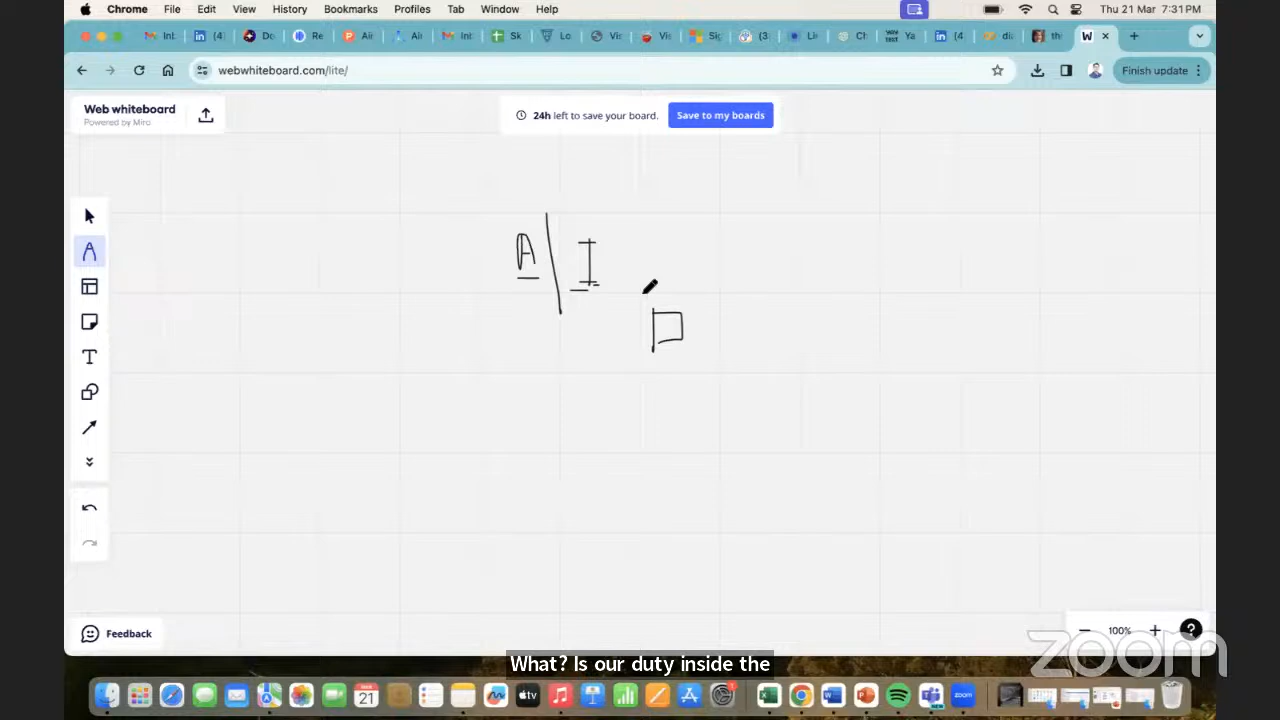 Chrome File Edit View History Bookmarks Profiles Tab Window Help Thu 21 Mar 7:31 PM
webwhiteboard.com/lite/ Finish update
Web whiteboard
Powered by Miro
24h left to save your board. Save to my boards
A I
T
Feedback
100%
zoom
What? Is our duty inside the